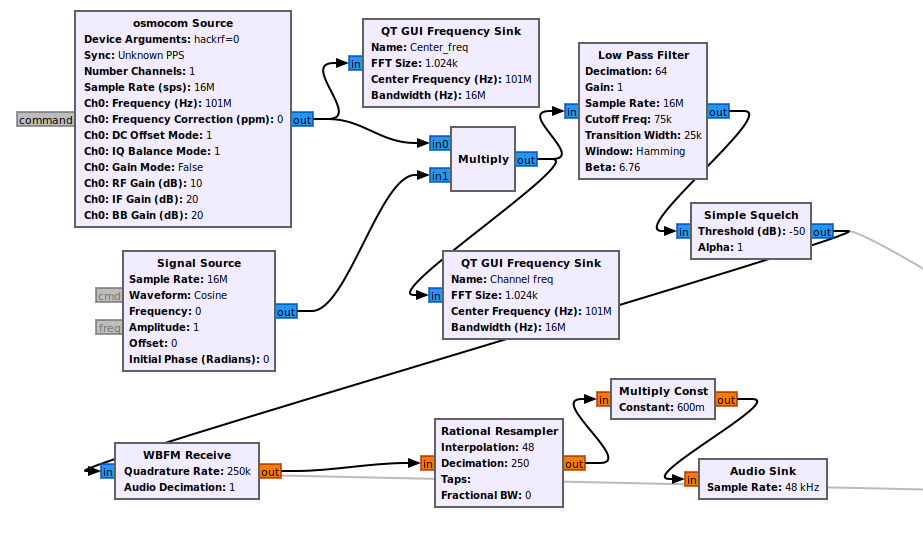 osmocom Source
Device Arguments: hackrf=0
Sync: Unknown PPS
Number Channels: 1
Sample Rate (sps): 16M
Ch0: Frequency (Hz): 101M
Ch0: Frequency Correction (ppm): 0
Ch0: DC Offset Mode: 1
Ch0: IQ Balance Mode: 1
Ch0: Gain Mode: False
Ch0: RF Gain (dB): 10
Ch0: IF Gain (dB): 20
Ch0: BB Gain (dB): 20
command
out
QT GUI Frequency Sink
Name: Center_freq
FFT Size: 1.024k
Center Frequency (Hz): 101M
Bandwidth (Hz): 16M
in
Multiply
in0
in1
out
Low Pass Filter
Decimation: 64
Gain: 1
Sample Rate: 16M
Cutoff Freq: 75k
Transition Width: 25k
Window: Hamming
Beta: 6.76
in
out
Simple Squelch
Threshold (dB): -50
Alpha: 1
in
out
Signal Source
Sample Rate: 16M
Waveform: Cosine
Frequency: 0
Amplitude: 1
Offset: 0
Initial Phase (Radians): 0
cmd
freq
out
QT GUI Frequency Sink
Name: Channel freq
FFT Size: 1.024k
Center Frequency (Hz): 101M
Bandwidth (Hz): 16M
in
WBFM Receive
Quadrature Rate: 250k
Audio Decimation: 1
in
out
Rational Resampler
Interpolation: 48
Decimation: 250
Taps:
Fractional BW: 0
in
out
Multiply Const
Constant: 600m
in
out
Audio Sink
Sample Rate: 48 kHz
in